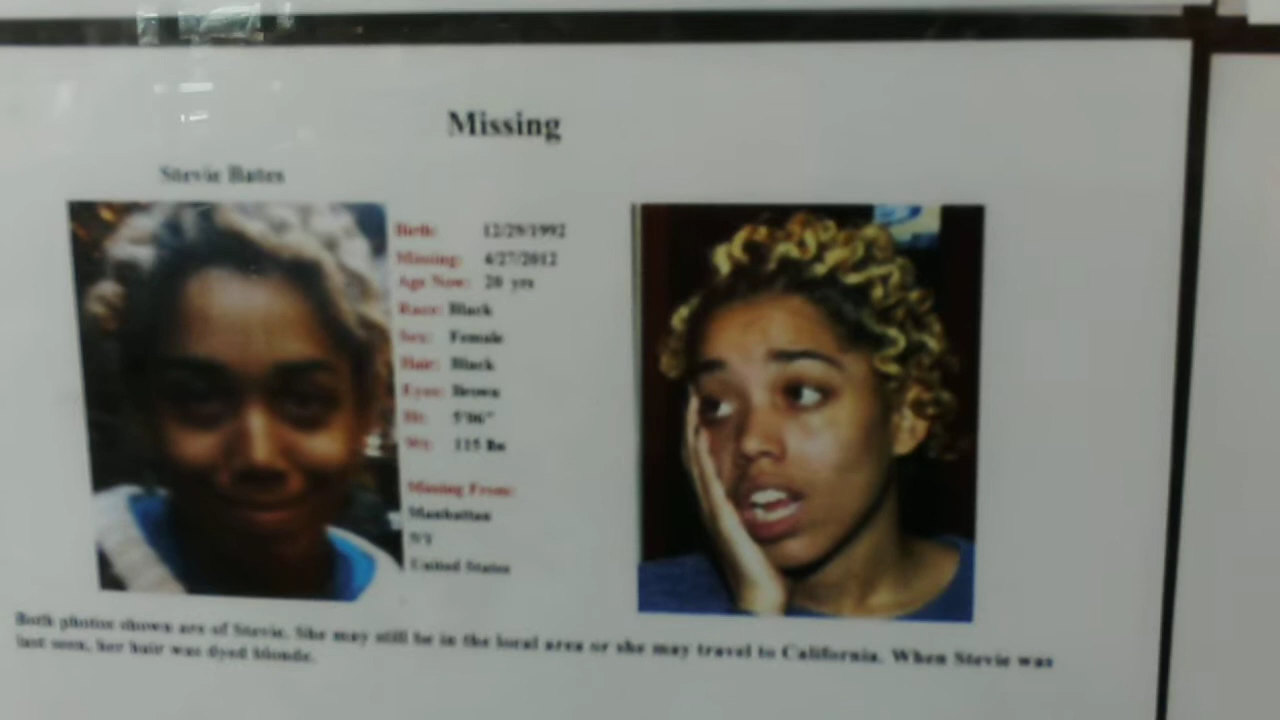 Missing
Stevie Bates
Birth: 12/29/1992
Missing: 4/27/2012
Age Now: 20 yrs
Race: Black
Sex: Female
Hair: Black
Eyes: Brown
Ht: 5'06"
Wt: 115 lbs
Missing From:
Manhattan
NY
United States
Both photos shown are of Stevie. She may still be in the local area or she may travel to California. When Stevie was
last seen, her hair was dyed blonde.